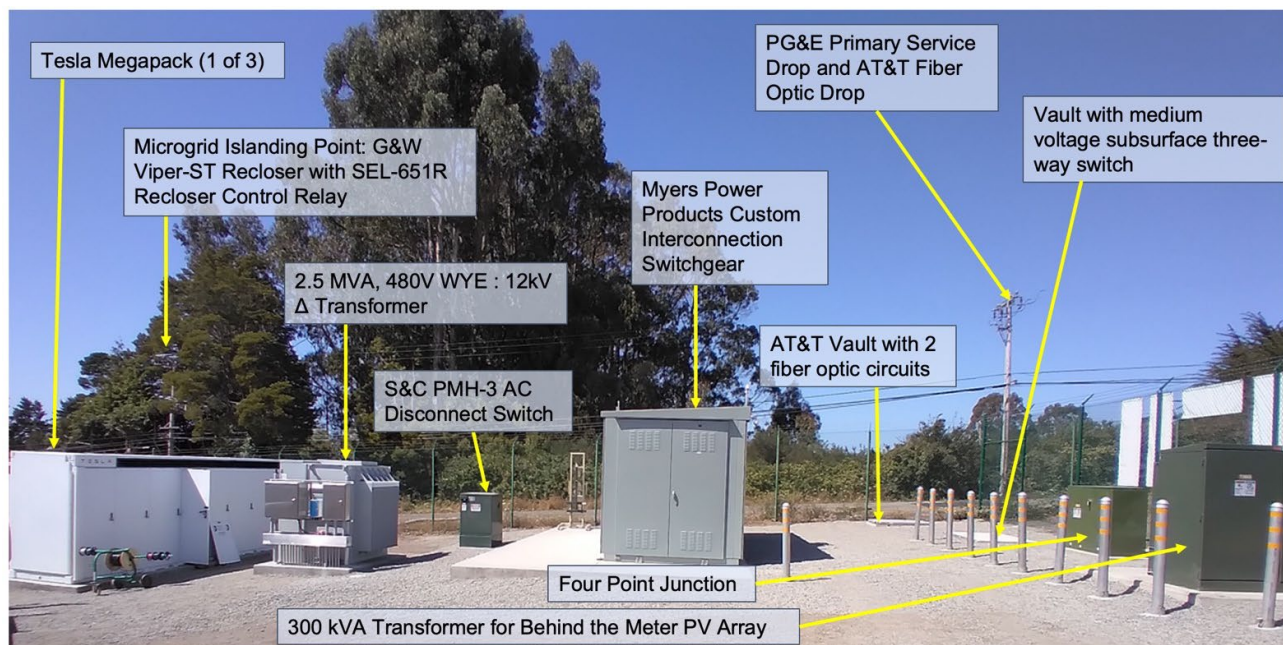 Tesla Megapack (1 of 3)
Microgrid Islanding Point: G&W
Viper-ST Recloser with SEL-651R
Recloser Control Relay
2.5 MVA, 480V WYE : 12kV
Δ Transformer
S&C PMH-3 AC
Disconnect Switch
Myers Power
Products Custom
Interconnection
Switchgear
PG&E Primary Service
Drop and AT&T Fiber
Optic Drop
Vault with medium
voltage subsurface three-
way switch
AT&T Vault with 2
fiber optic circuits
Four Point Junction
300 kVA Transformer for Behind the Meter PV Array
TESLA